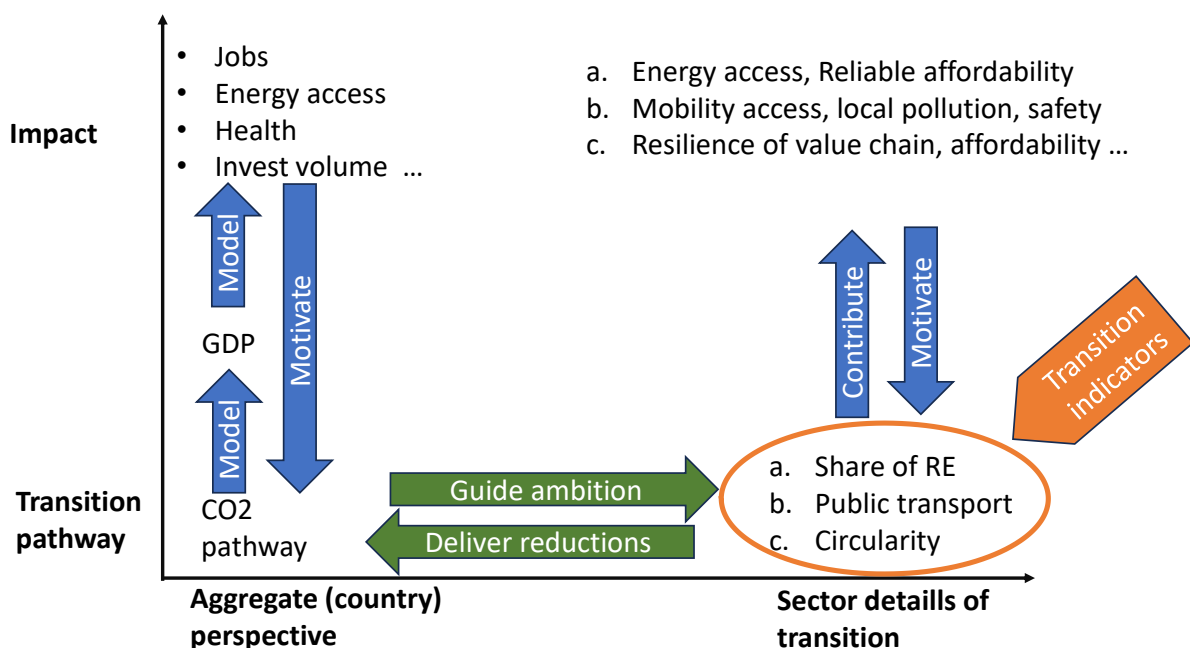 • Jobs
• Energy access
• Health
• Invest volume …
a. Energy access, Reliable affordability
b. Mobility access, local pollution, safety
c. Resilience of value chain, affordability …
Impact
Model
Motivate
GDP
Model
Contribute
Motivate
Transition
indicators
Transition
pathway
CO2
pathway
Guide ambition
Deliver reductions
a. Share of RE
b. Public transport
c. Circularity
Aggregate (country)
perspective
Sector detaills of
transition